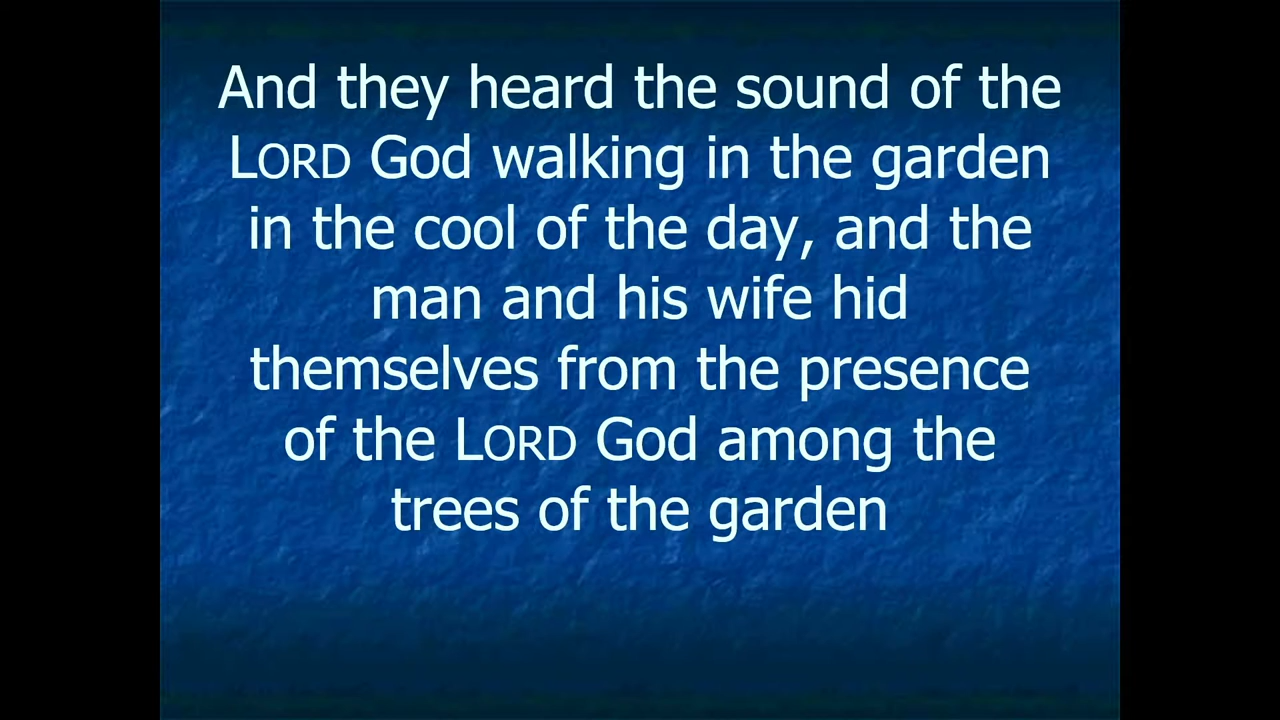 And they heard the sound of the
LORD God walking in the garden
in the cool of the day, and the
man and his wife hid
themselves from the presence
of the LORD God among the
trees of the garden